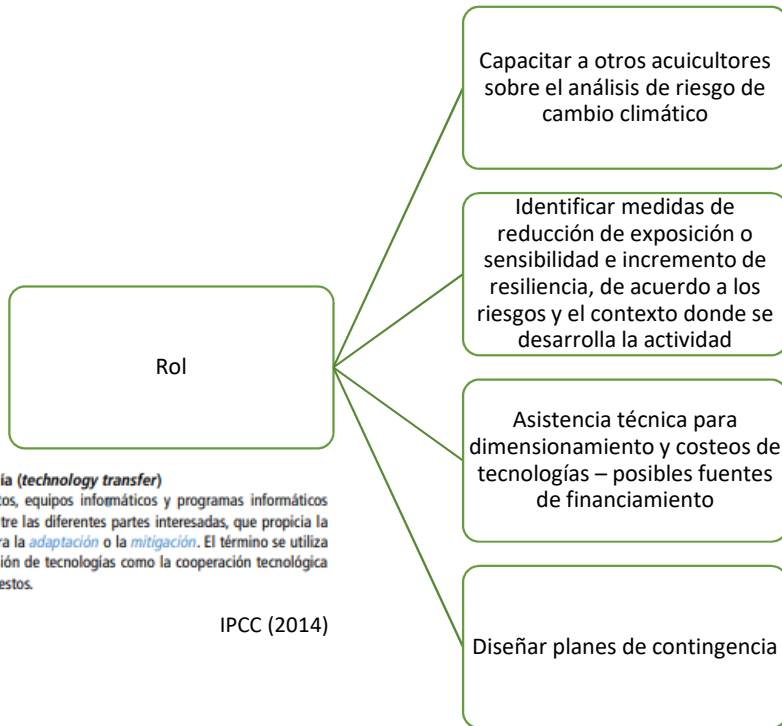 Capacitar a otros acuicultores
sobre el análisis de riesgo de
cambio climático
Identificar medidas de
reducción de exposición o
sensibilidad e incremento de
resiliencia, de acuerdo a los
riesgos y el contexto donde se
desarrolla la actividad
Rol
Asistencia técnica para
dimensionamiento y costeos de
tecnologías – posibles fuentes
de financiamiento
ía (technology transfer)
tos, equipos informáticos y programas informáticos
tre las diferentes partes interesadas, que propicia la
ra la adaptación o la mitigación. El término se utiliza
ión de tecnologías como la cooperación tecnológica
estos.
IPCC (2014)
Diseñar planes de contingencia